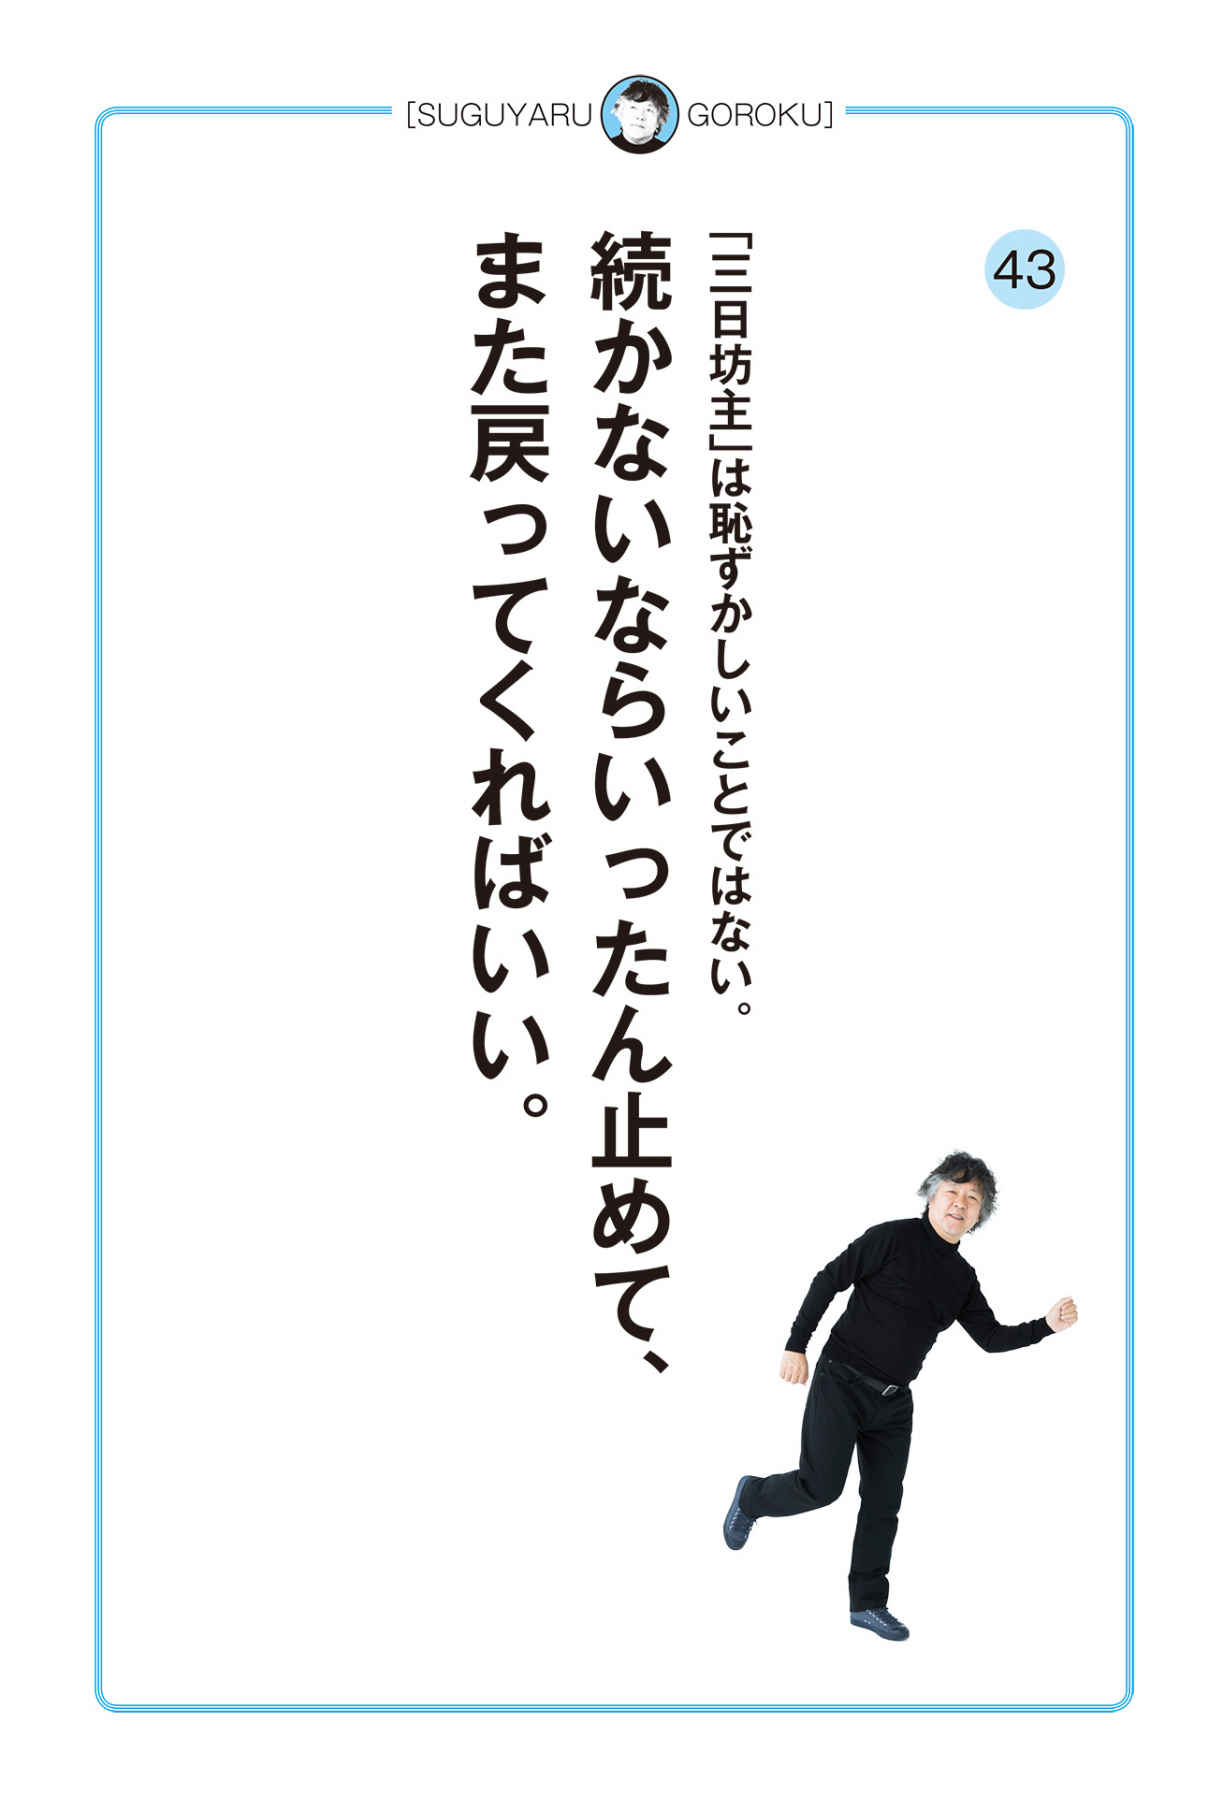 [SUGUYARU GOROKU]
43
「三日坊主」は恥ずかしいことではない。
続かないならいったん止めて、
また戻ってくればいい。